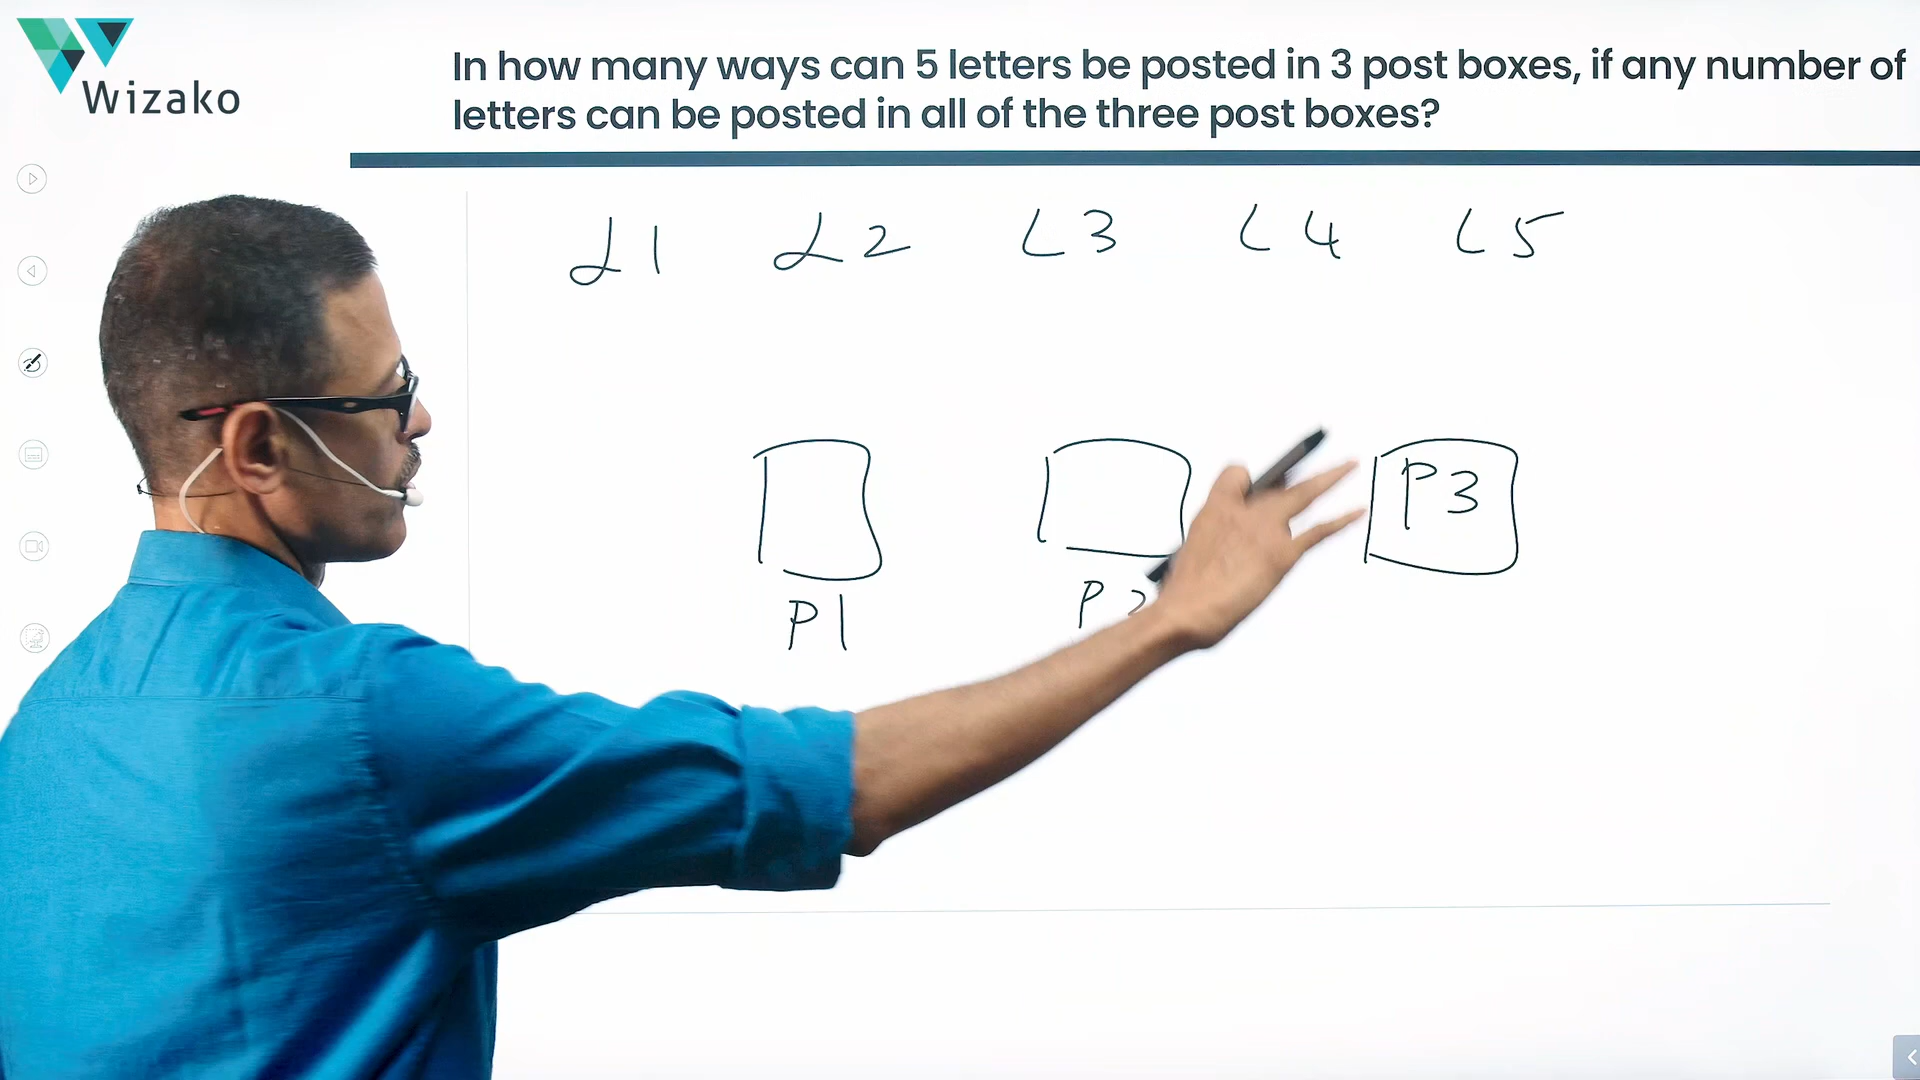 Wizako
In how many ways can 5 letters be posted in 3 post boxes, if any number of
letters can be posted in all of the three post boxes?
L1 L2 L3 L4 L5
P3
P1 P2